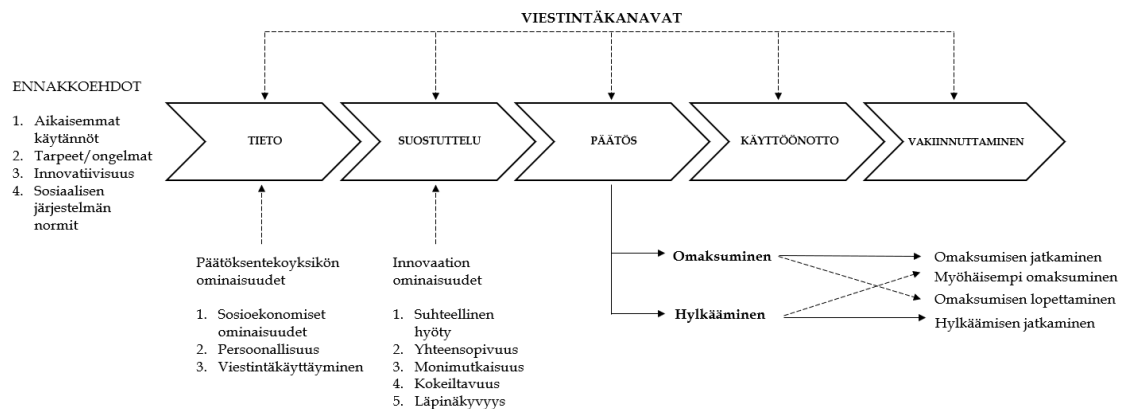 VIESTINTÄKANAVAT
ENNAKKOEHDOT
1. Aikaisemmat
käytännöt
2. Tarpeet/ongelmat
3. Innovatiivisuus
4. Sosiaalisen
järjestelmän
normit
TIETO
SUOSTUTTELU
PÄÄTÖS
KÄYTTÖÖNOTTO
VAKIINNUTTAMINEN
Päätöksentekoyksikön
ominaisuudet
1. Sosioekonomiset
ominaisuudet
2. Persoonallisuus
3. Viestintäkäyttäyminen
Innovaation
ominaisuudet
1. Suhteellinen
hyöty
2. Yhteensopivuus
3. Monimutkaisuus
4. Kokeiltavuus
5. Läpinäkyvyys
Omaksuminen
Hylkääminen
Omaksumisen jatkaminen
Myöhäisempi omaksuminen
Omaksumisen lopettaminen
Hylkäämisen jatkaminen